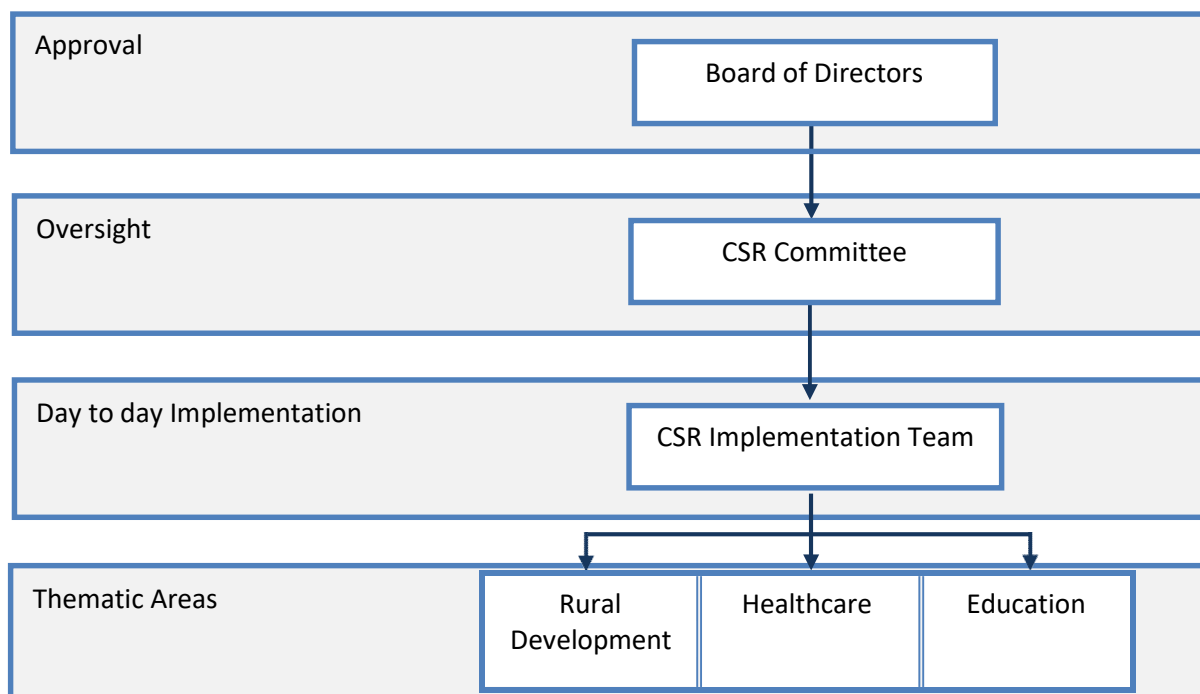 Approval
Board of Directors
Oversight
CSR Committee
Day to day Implementation
CSR Implementation Team
Thematic Areas
Rural
Development
Healthcare
Education